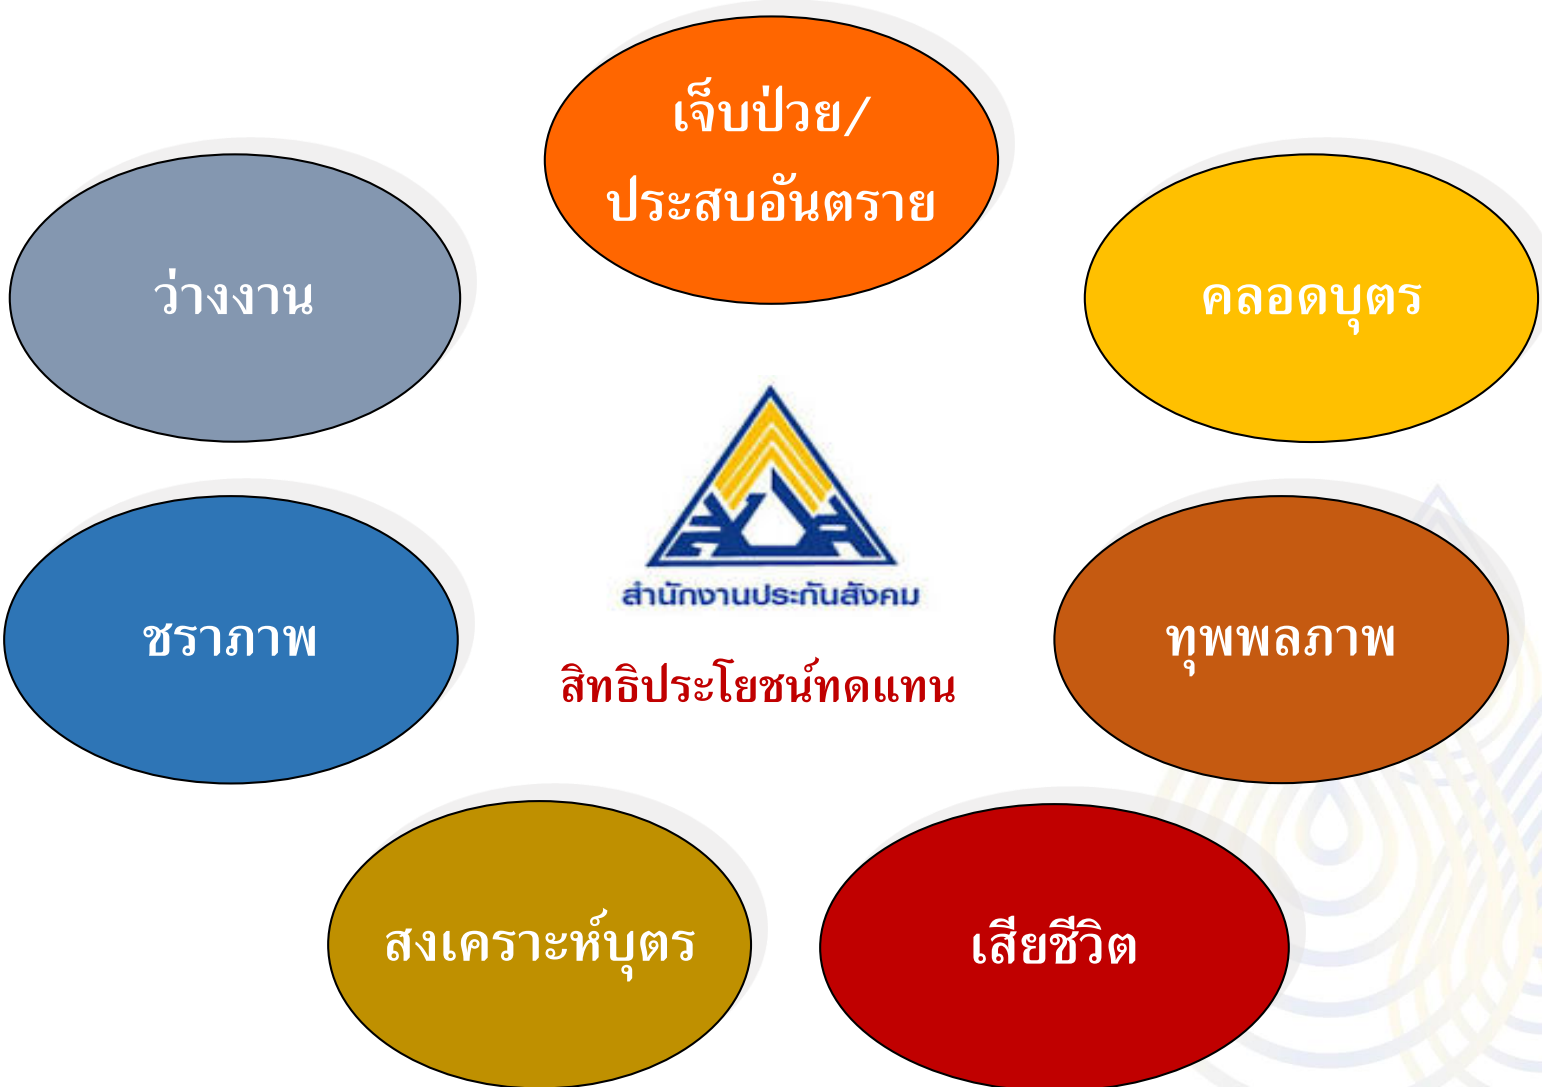 เจ็บป่วย/
ประสบอันตราย
ว่างงาน
คลอดบุตร
สำนักงานประกันสังคม
ชราภาพ
ทุพพลภาพ
สิทธิประโยชน์ทดแทน
สงเคราะห์บุตร
เสียชีวิต